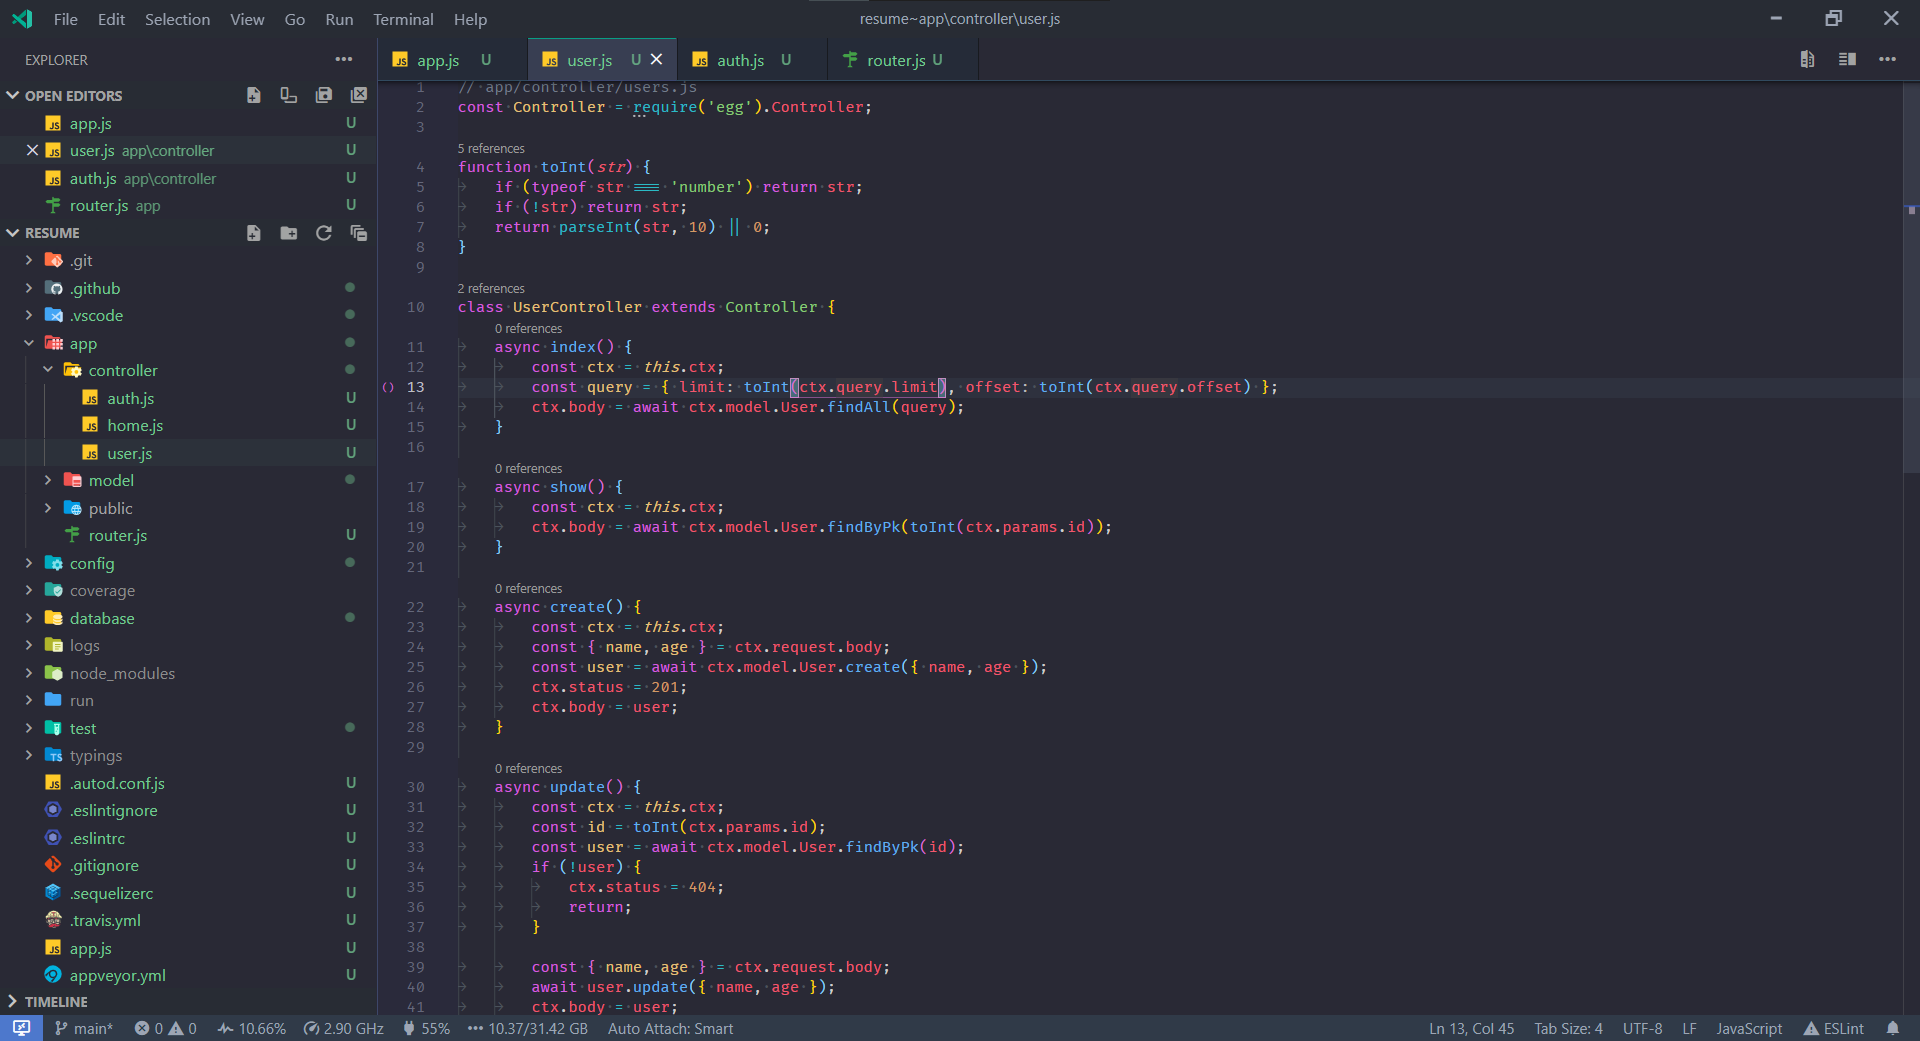 File Edit Selection View Go Run Terminal Help
resume~app\controller\user.js
EXPLORER
OPEN EDITORS
app.js U
user.js app\controller U
auth.js app\controller U
router.js app U
RESUME
.git
.github
.vscode
app
controller
auth.js U
home.js U
user.js U
model
public
router.js U
config
coverage
database
logs
node_modules
run
test
typings
.autod.conf.js U
.eslintignore U
.eslintrc U
.gitignore U
.sequelizerc U
.travis.yml U
app.js U
appveyor.yml U
TIMELINE
app.js U
user.js U
auth.js U
router.js U
1 // app/controller/users.js
2 const Controller = require('egg').Controller;
3
5 references
4 function toInt(str) {
5 if (typeof str === 'number') return str;
6 if (!str) return str;
7 return parseInt(str, 10) || 0;
8 }
9
2 references
10 class UserController extends Controller {
0 references
11 async index() {
12 const ctx = this.ctx;
13 const query = { limit: toInt(ctx.query.limit), offset: toInt(ctx.query.offset) };
14 ctx.body = await ctx.model.User.findAll(query);
15 }
16
0 references
17 async show() {
18 const ctx = this.ctx;
19 ctx.body = await ctx.model.User.findByPk(toInt(ctx.params.id));
20 }
21
0 references
22 async create() {
23 const ctx = this.ctx;
24 const { name, age } = ctx.request.body;
25 const user = await ctx.model.User.create({ name, age });
26 ctx.status = 201;
27 ctx.body = user;
28 }
29
0 references
30 async update() {
31 const ctx = this.ctx;
32 const id = toInt(ctx.params.id);
33 const user = await ctx.model.User.findByPk(id);
34 if (!user) {
35 ctx.status = 404;
36 return;
37 }
38
39 const { name, age } = ctx.request.body;
40 await user.update({ name, age });
41 ctx.body = user;
main* 0 0 10.66% 2.90 GHz 55% 10.37/31.42 GB Auto Attach: Smart Ln 13, Col 45 Tab Size: 4 UTF-8 LF JavaScript ESLint